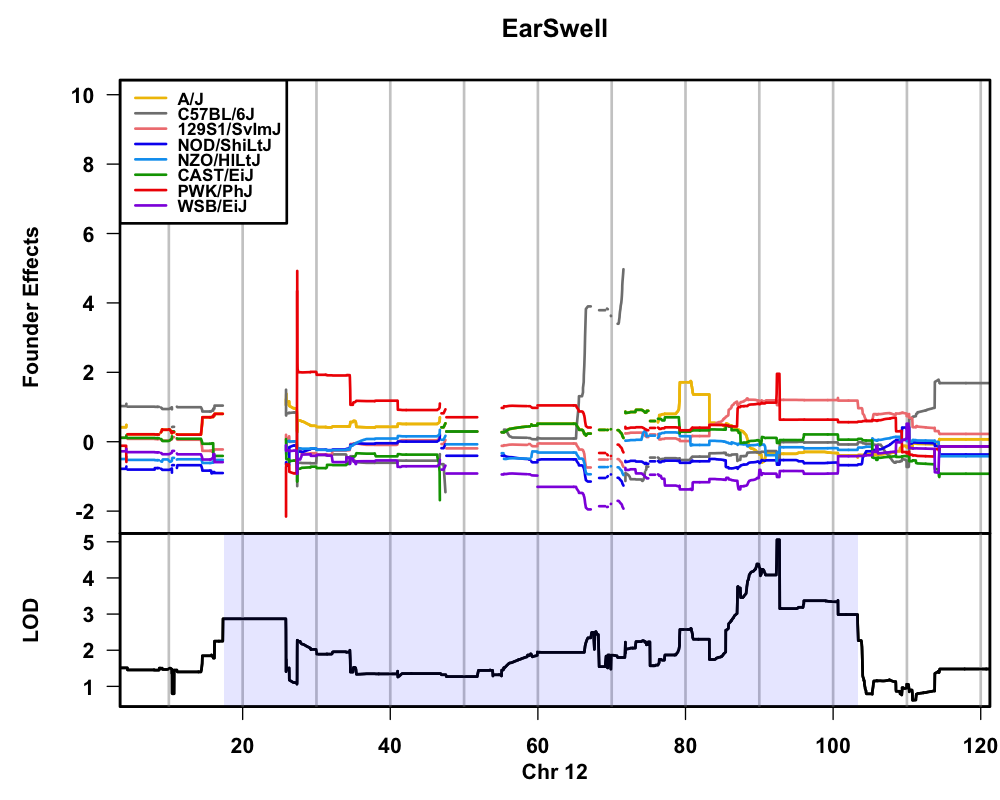 EarSwell
10
8
6
4
2
0
-2
Founder Effects
A/J
C57BL/6J
129S1/SvImJ
NOD/ShiLtJ
NZO/HlLtJ
CAST/EiJ
PWK/PhJ
WSB/EiJ
5
4
3
2
1
LOD
20 40 60 80 100 120
Chr 12